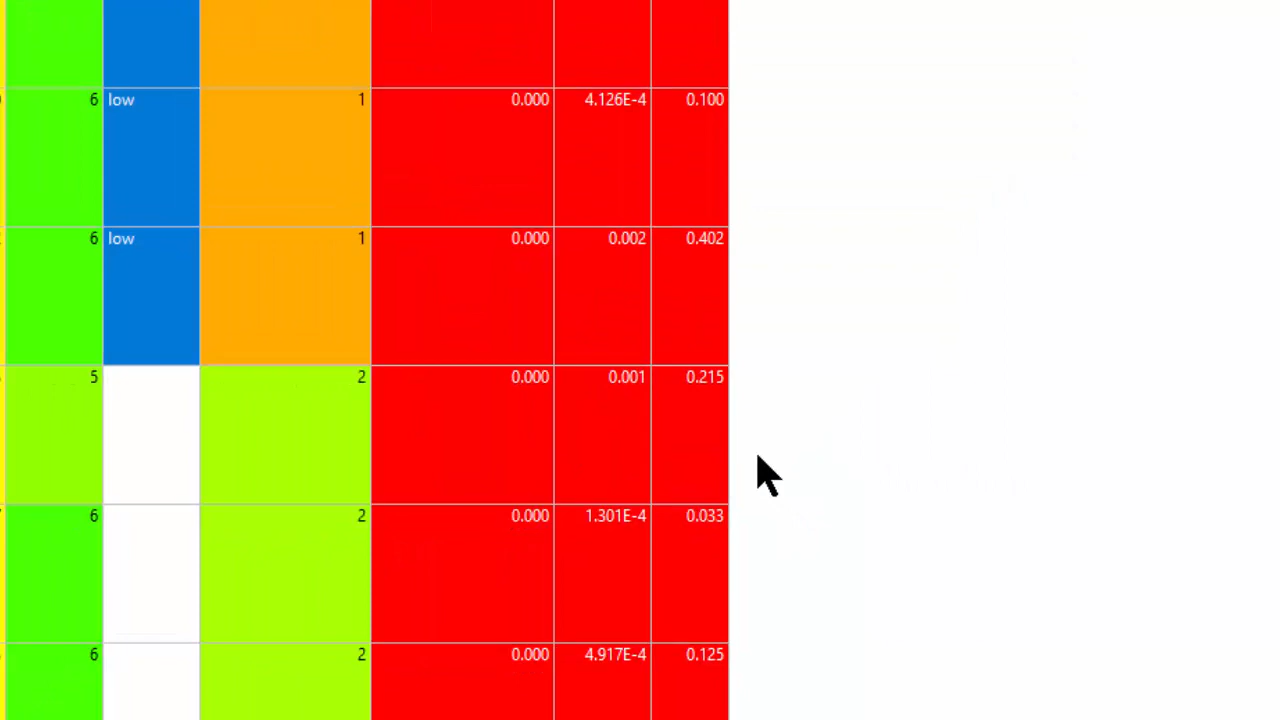 6 low 1 0.000 4.126E-4 0.100
6 low 1 0.000 0.002 0.402
5 2 0.000 0.001 0.215
6 2 0.000 1.301E-4 0.033
6 2 0.000 4.917E-4 0.125